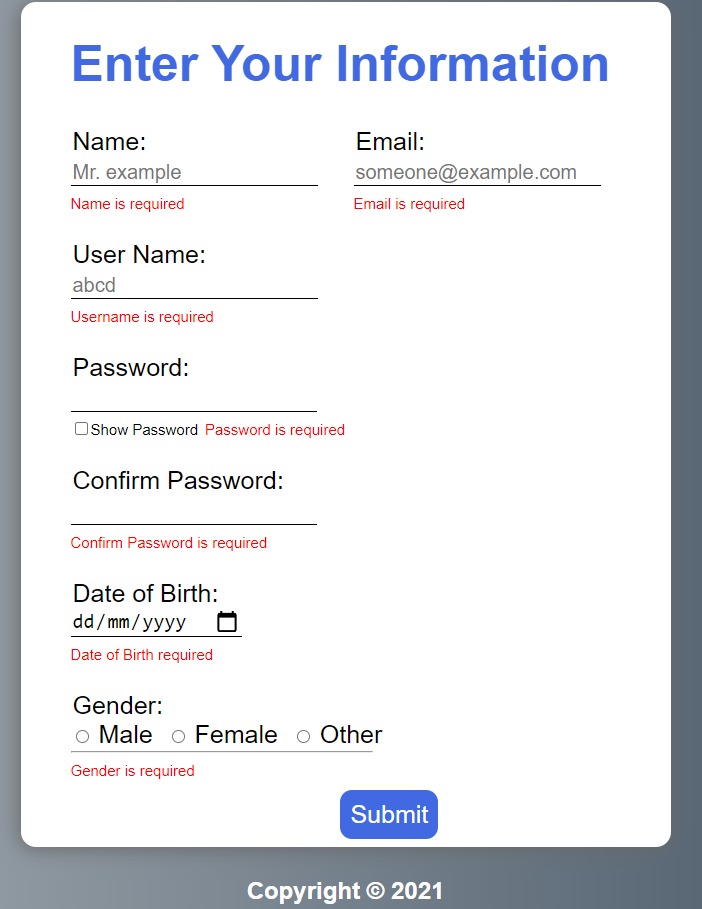 Enter Your Information
Name: Email:
Mr. example someone@example.com
Name is required Email is required
User Name:
abcd
Username is required
Password:
Show Password Password is required
Confirm Password:
Confirm Password is required
Date of Birth:
dd/mm/yyyy
Date of Birth required
Gender:
Male Female Other
Gender is required
Submit
Copyright © 2021